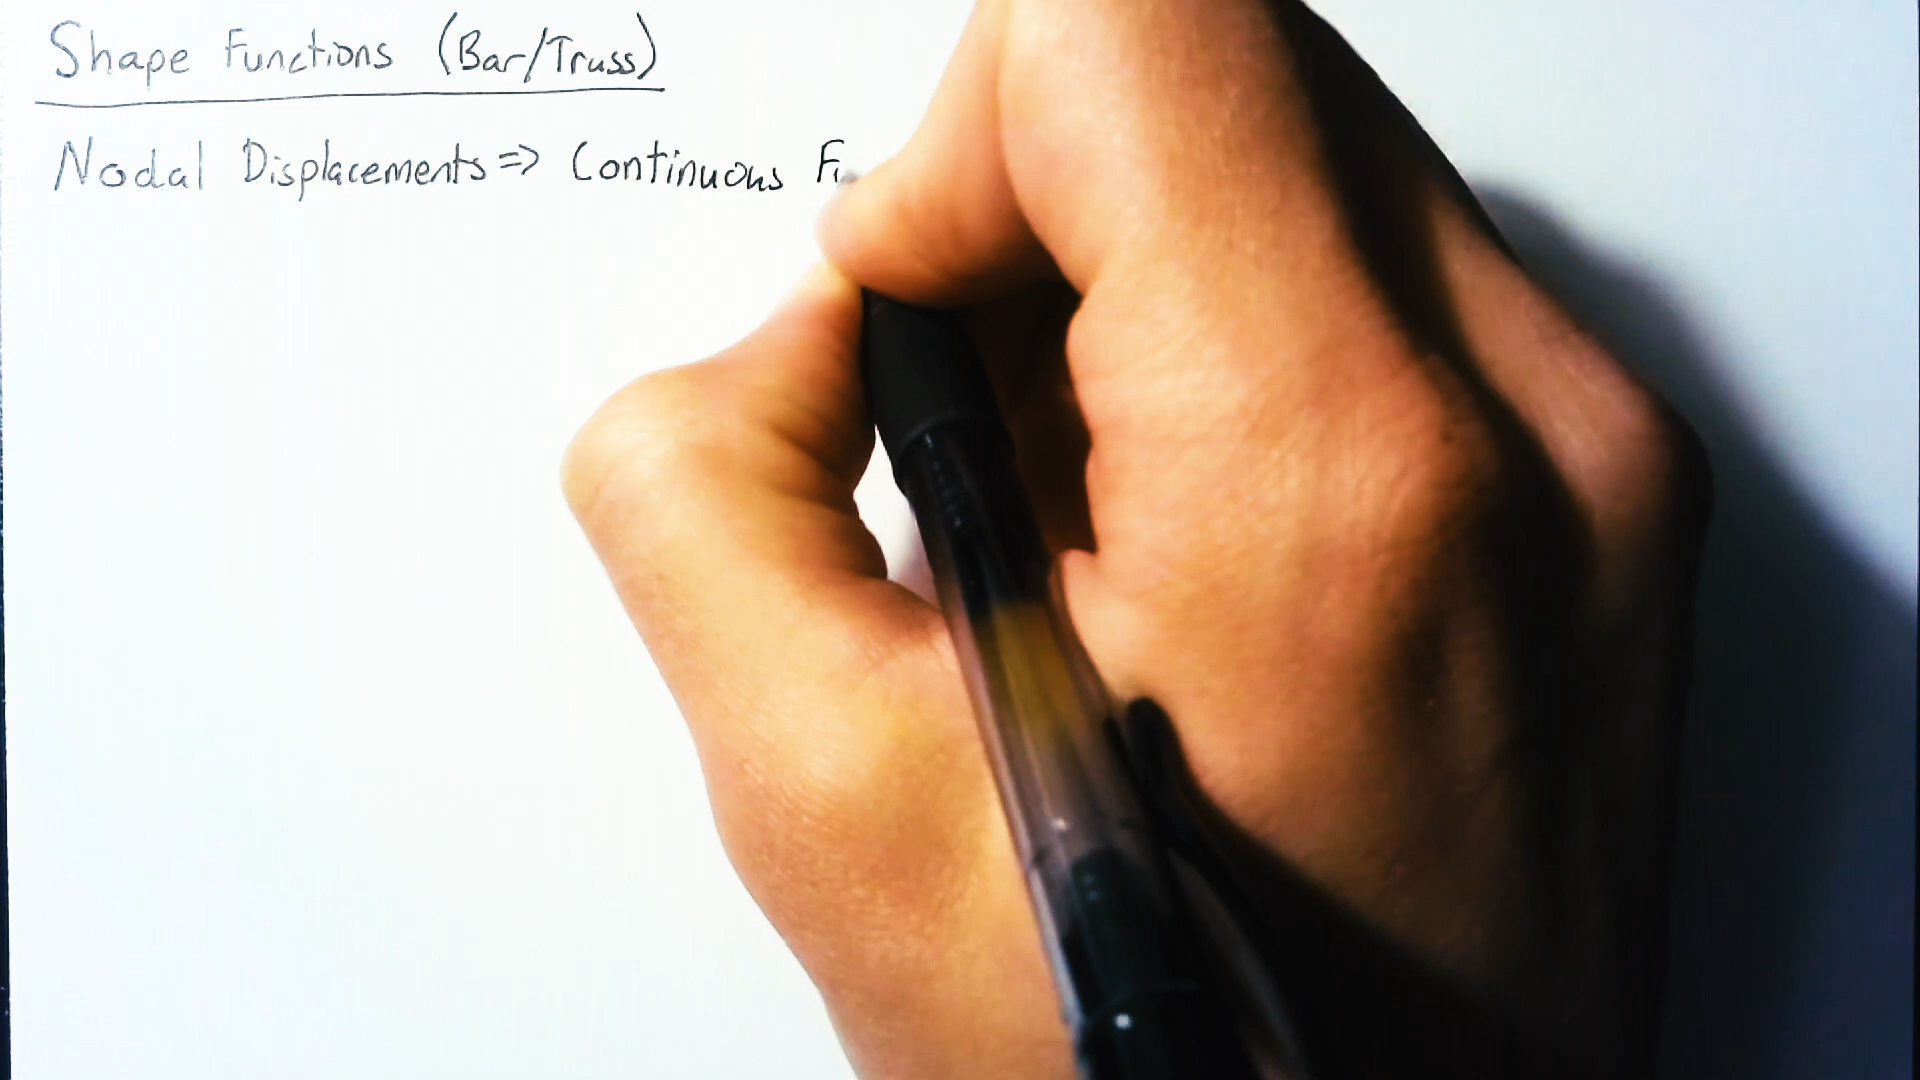 Shape Functions (Bar/Truss)
Nodal Displacements => Continuous